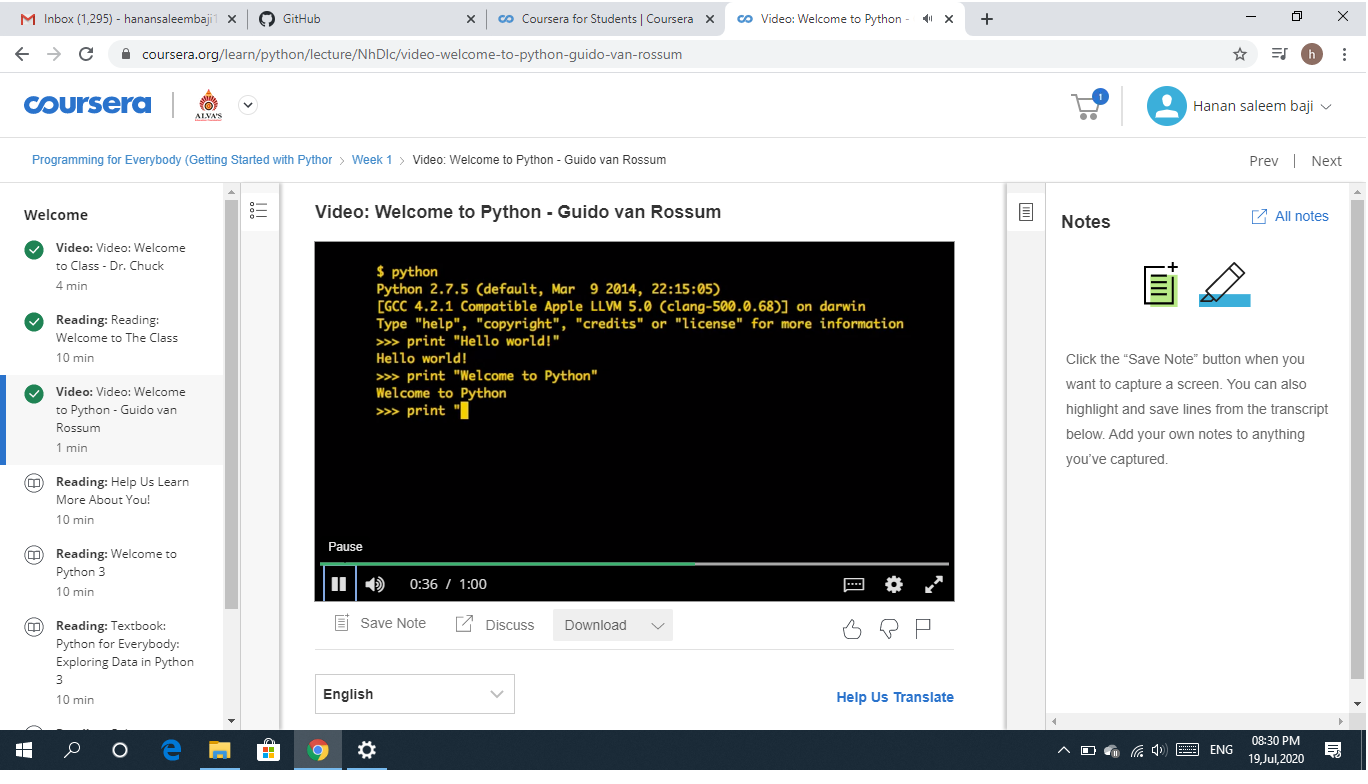 Inbox (1,295) - hanansaleembaji1
GitHub
Coursera for Students | Coursera
Video: Welcome to Python -
coursera.org/learn/python/lecture/NhDlc/video-welcome-to-python-guido-van-rossum
h
coursera
ALVA'S
1
Hanan saleem baji
Programming for Everybody (Getting Started with Python
Week 1
Video: Welcome to Python - Guido van Rossum
Prev | Next
Welcome
Video: Video: Welcome
to Class - Dr. Chuck
4 min
Reading: Reading:
Welcome to The Class
10 min
Video: Video: Welcome
to Python - Guido van
Rossum
1 min
Reading: Help Us Learn
More About You!
10 min
Reading: Welcome to
Python 3
10 min
Reading: Textbook:
Python for Everybody:
Exploring Data in Python
3
10 min
Video: Welcome to Python - Guido van Rossum
$ python
Python 2.7.5 (default, Mar  9 2014, 22:15:05)
[GCC 4.2.1 Compatible Apple LLVM 5.0 (clang-500.0.68)] on darwin
Type "help", "copyright", "credits" or "license" for more information
>>> print "Hello world!"
Hello world!
>>> print "Welcome to Python"
Welcome to Python
>>> print "
Pause
0:36 / 1:00
Save Note
Discuss
Download
English
Help Us Translate
Notes
All notes
Click the “Save Note” button when you
want to capture a screen. You can also
highlight and save lines from the transcript
below. Add your own notes to anything
you’ve captured.
ENG
08:30 PM
19,Jul,2020